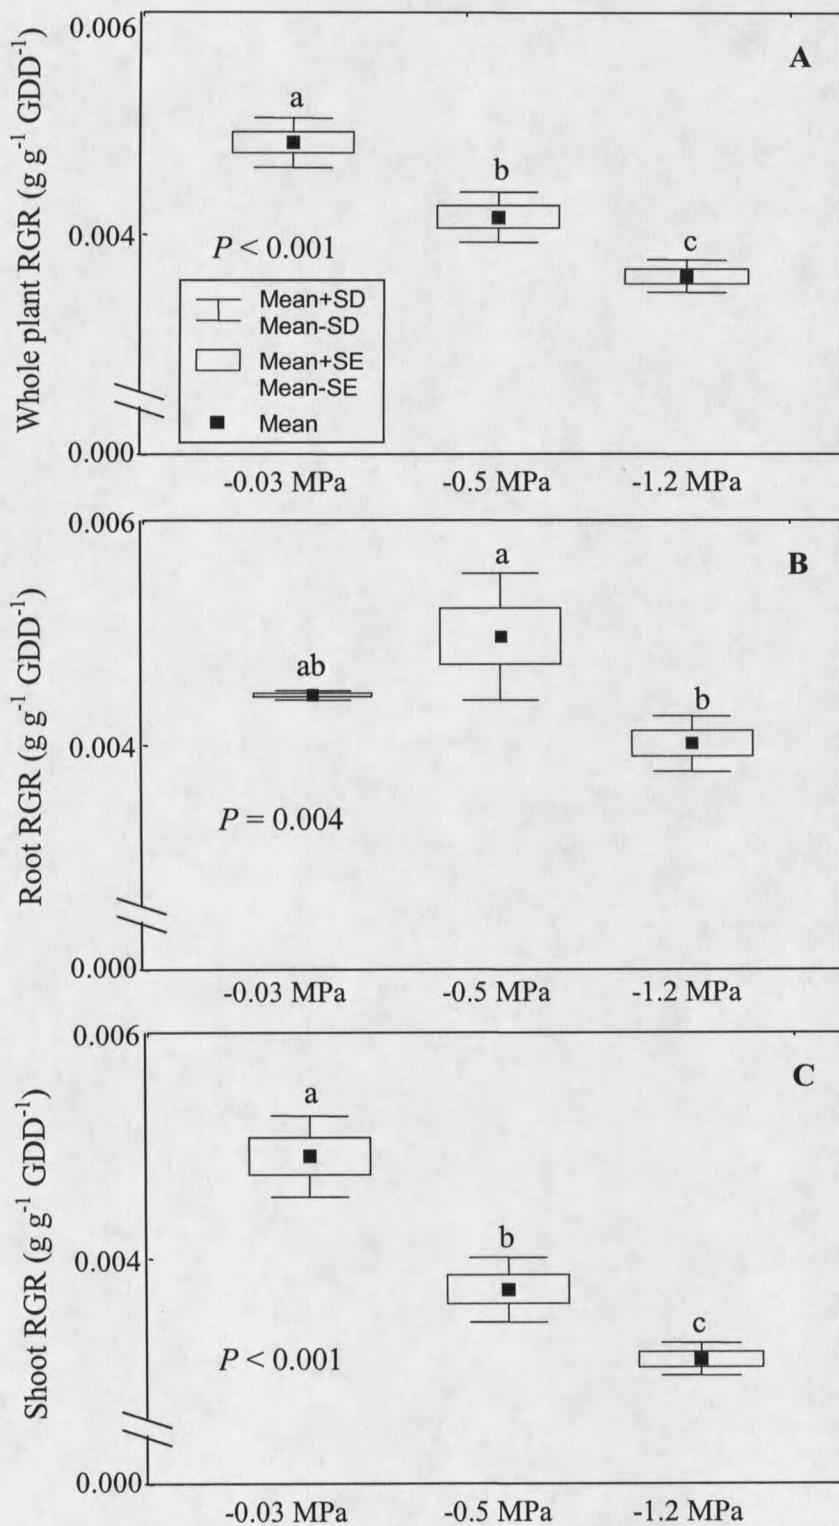 Whole plant RGR (g g⁻¹ GDD⁻¹)
0.006
0.004
0.000
A
a
b
c
P < 0.001
Mean+SD
Mean-SD
Mean+SE
Mean-SE
Mean
-0.03 MPa
-0.5 MPa
-1.2 MPa
Root RGR (g g⁻¹ GDD⁻¹)
0.006
0.004
0.000
B
ab
a
b
P = 0.004
-0.03 MPa
-0.5 MPa
-1.2 MPa
Shoot RGR (g g⁻¹ GDD⁻¹)
0.006
0.004
0.000
C
a
b
c
P < 0.001
-0.03 MPa
-0.5 MPa
-1.2 MPa